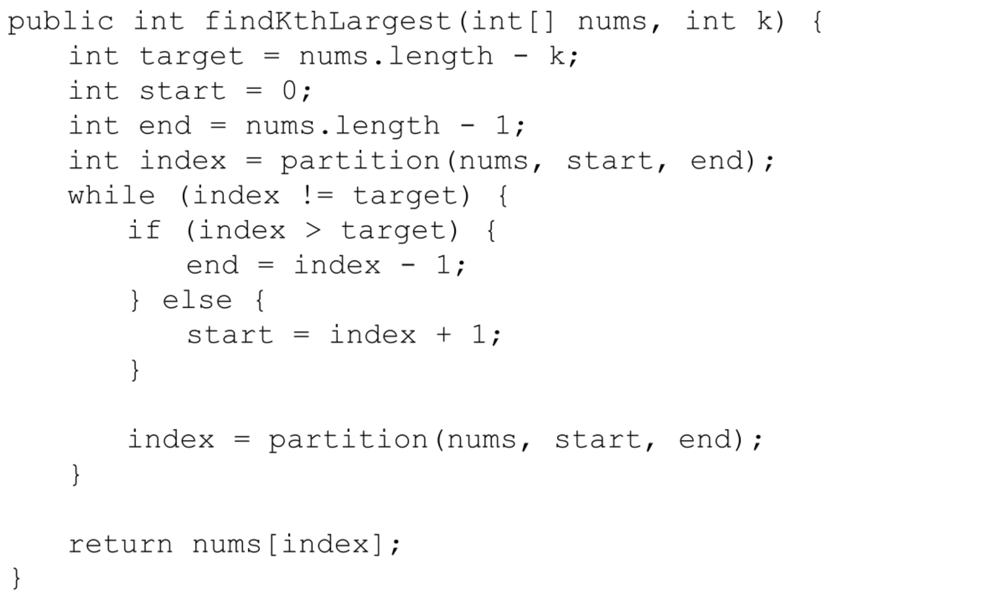 public int findKthLargest(int[] nums, int k) {
    int target = nums.length - k;
    int start = 0;
    int end = nums.length - 1;
    int index = partition(nums, start, end);
    while (index != target) {
        if (index > target) {
            end = index - 1;
        } else {
            start = index + 1;
        }

        index = partition(nums, start, end);
    }

    return nums[index];
}